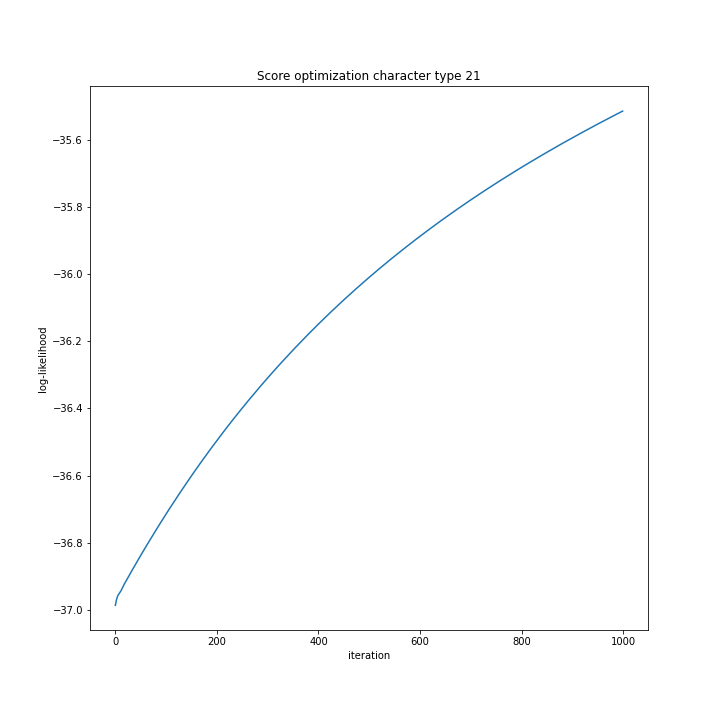 Score optimization character type 21
−35.6
−35.8
−36.0
−36.2
−36.4
−36.6
−36.8
−37.0
log-likelihood
0 200 400 600 800 1000
iteration